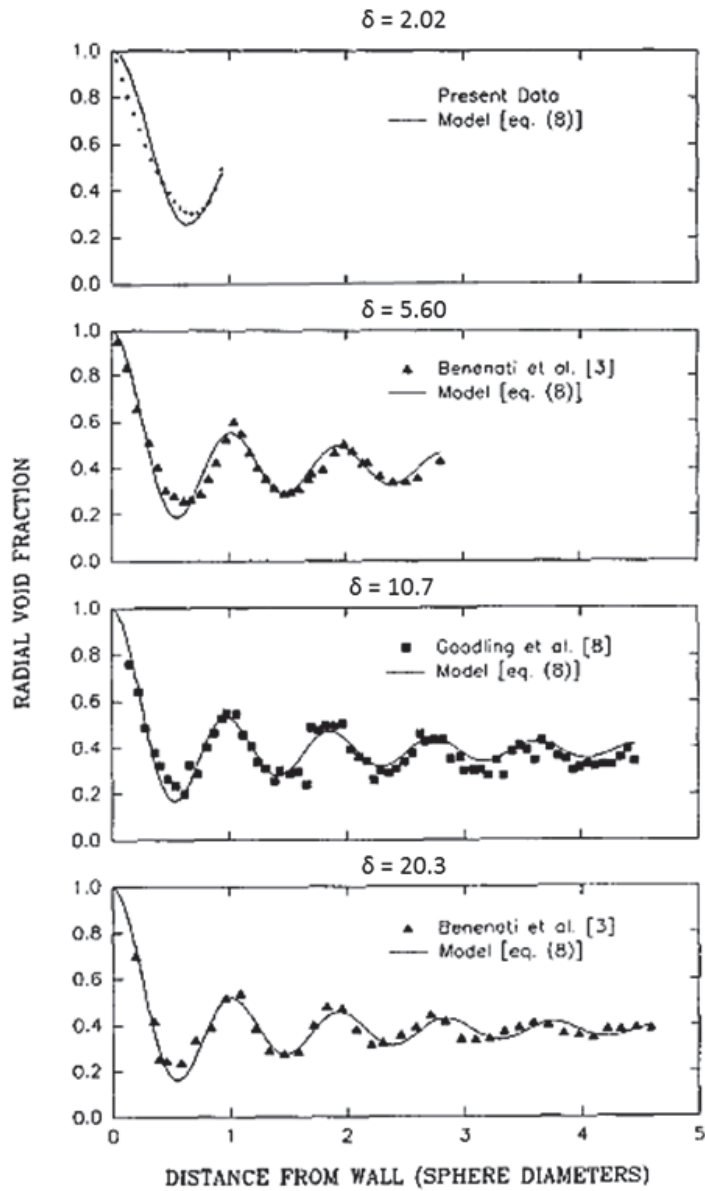 δ = 2.02
1.0
0.8
0.6
0.4
0.2
0.0
Present Data
Model [eq. (8)]
δ = 5.60
1.0
0.8
0.6
0.4
0.2
0.0
Benenati et al. [3]
Model [eq. (8)]
RADIAL VOID FRACTION
δ = 10.7
1.0
0.8
0.6
0.4
0.2
0.0
Goodling et al. [8]
Model [eq. (8)]
δ = 20.3
1.0
0.8
0.6
0.4
0.2
0.0
Benenati et al. [3]
Model [eq. (8)]
0 1 2 3 4 5
DISTANCE FROM WALL (SPHERE DIAMETERS)